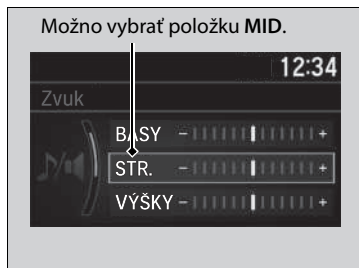 Možno vybrať položku MID.
12:34
Zvuk
BASY - +
STR. - +
VÝŠKY - +